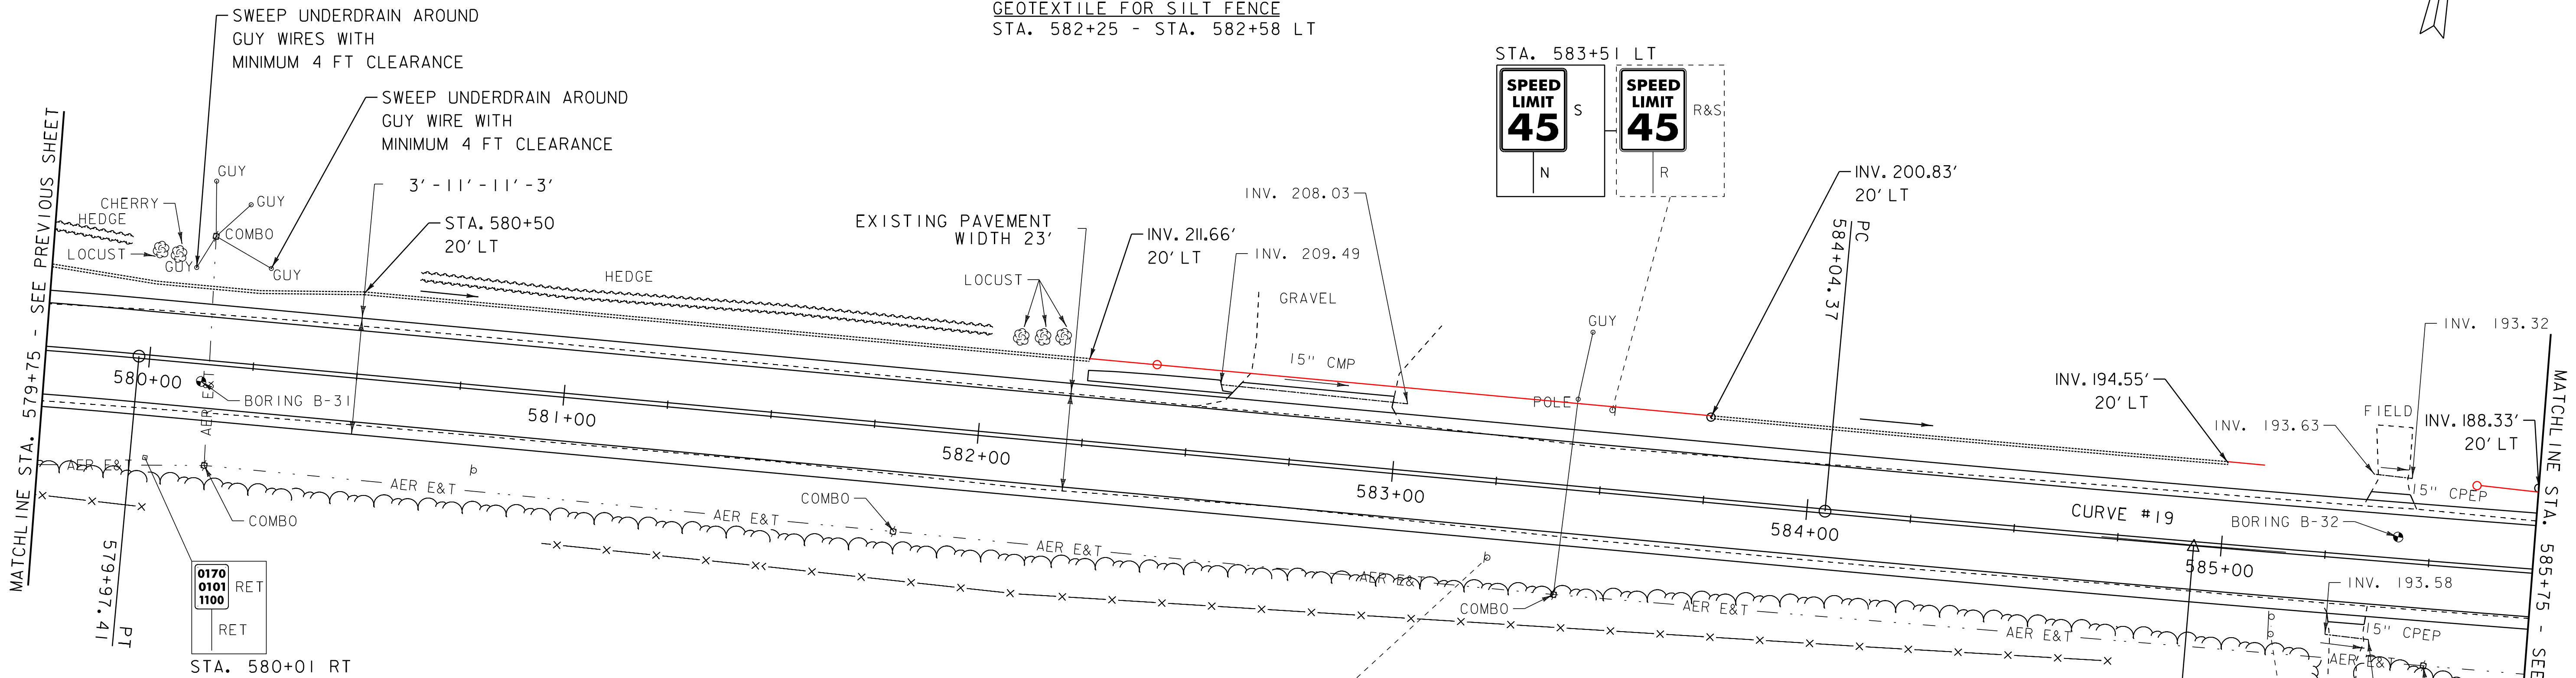 GEOTEXTILE FOR SILT FENCE
STA. 582+25 - STA. 582+58 LT
SWEEP UNDERDRAIN AROUND
GUY WIRES WITH
MINIMUM 4 FT CLEARANCE
SWEEP UNDERDRAIN AROUND
GUY WIRE WITH
MINIMUM 4 FT CLEARANCE
STA. 583+51 LT
SPEED
LIMIT
45
S
N
SPEED
LIMIT
45
R&S
R
MATCHLINE STA. 579+75 - SEE PREVIOUS SHEET
HEDGE
CHERRY
LOCUST
GUY
GUY
COMBO
GUY
GUY
3'-11'-11'-3'
STA. 580+50
20' LT
HEDGE
EXISTING PAVEMENT
WIDTH 23'
LOCUST
INV. 211.66'
20' LT
INV. 208.03
INV. 209.49
GRAVEL
15" CMP
GUY
POLE
INV. 200.83'
20' LT
PC
584+04.37
INV. 194.55'
20' LT
INV. 193.32
INV. 193.63
FIELD
INV. 188.33'
20' LT
15" CPEP
580+00
581+00
582+00
583+00
584+00
585+00
BORING B-31
AER E&T
CURVE #19
BORING B-32
AER E&T
AER E&T
AER E&T
AER E&T
AER E&T
AER E&T
AER E&T
AER E&T
COMBO
COMBO
COMBO
INV. 193.58
15" CPEP
579+97.41
PT
0170
0101
1100
RET
RET
STA. 580+01 RT
MATCHLINE STA. 585+75 - SEE